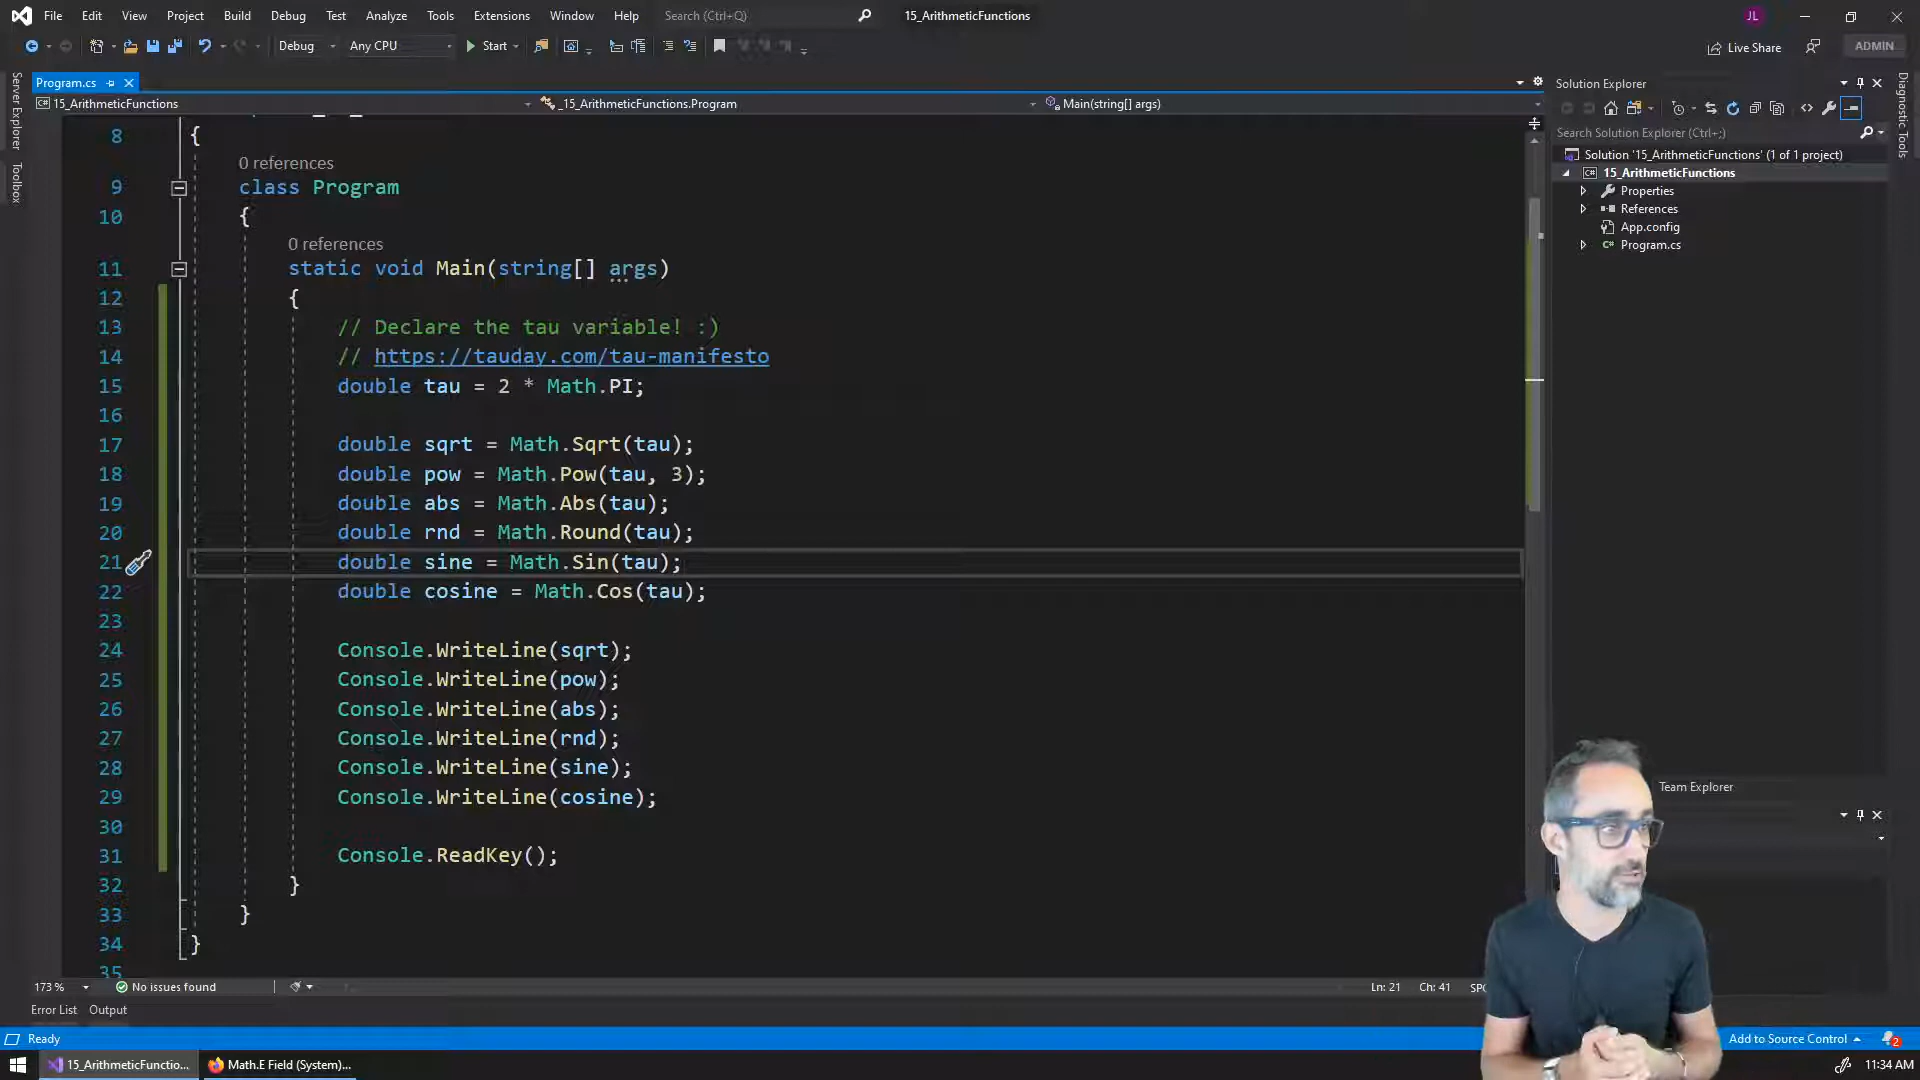 File Edit View Project Build Debug Test Analyze Tools Extensions Window Help Search (Ctrl+Q) 15_ArithmeticFunctions JL
Debug Any CPU Start Live Share ADMIN
Program.cs
15_ArithmeticFunctions _15_ArithmeticFunctions.Program Main(string[] args)
Server Explorer
Toolbox
8 {
0 references
9 class Program
10 {
0 references
11 static void Main(string[] args)
12 {
13 // Declare the tau variable! :)
14 // https://tauday.com/tau-manifesto
15 double tau = 2 * Math.PI;
16
17 double sqrt = Math.Sqrt(tau);
18 double pow = Math.Pow(tau, 3);
19 double abs = Math.Abs(tau);
20 double rnd = Math.Round(tau);
21 double sine = Math.Sin(tau);
22 double cosine = Math.Cos(tau);
23
24 Console.WriteLine(sqrt);
25 Console.WriteLine(pow);
26 Console.WriteLine(abs);
27 Console.WriteLine(rnd);
28 Console.WriteLine(sine);
29 Console.WriteLine(cosine);
30
31 Console.ReadKey();
32 }
33 }
34 }
35
Solution Explorer
Search Solution Explorer (Ctrl+;)
Solution '15_ArithmeticFunctions' (1 of 1 project)
15_ArithmeticFunctions
Properties
References
App.config
Program.cs
Diagnostic Tools
Team Explorer
173 % No issues found Ln: 21 Ch: 41
Error List Output
Ready Add to Source Control 2
15_ArithmeticFunctio... Math.E Field (System)... 11:34 AM